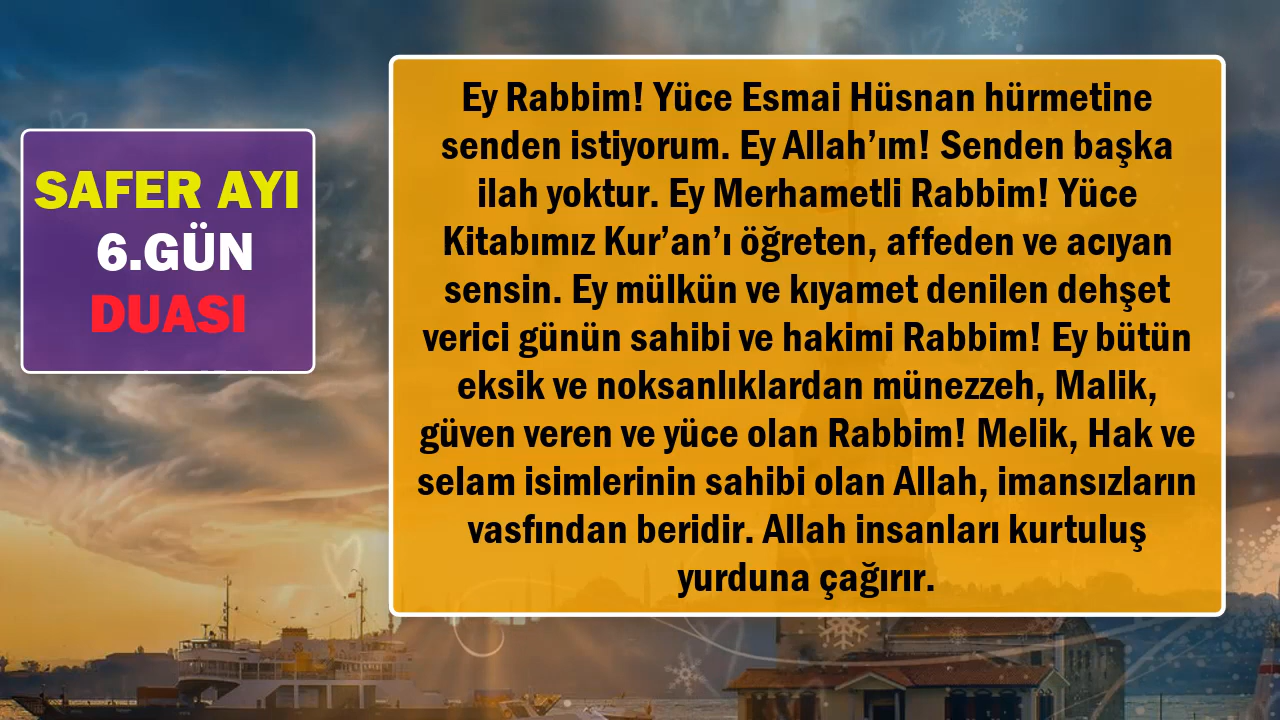 SAFER AYI
6.GÜN
DUASI
Ey Rabbim! Yüce Esmai Hüsnan hürmetine
senden istiyorum. Ey Allah’ım! Senden başka
ilah yoktur. Ey Merhametli Rabbim! Yüce
Kitabımız Kur’an’ı öğreten, affeden ve acıyan
sensin. Ey mülkün ve kıyamet denilen dehşet
verici günün sahibi ve hakimi Rabbim! Ey bütün
eksik ve noksanlıklardan münezzeh, Malik,
güven veren ve yüce olan Rabbim! Melik, Hak ve
selam isimlerinin sahibi olan Allah, imansızların
vasfından beridir. Allah insanları kurtuluş
yurduna çağırır.